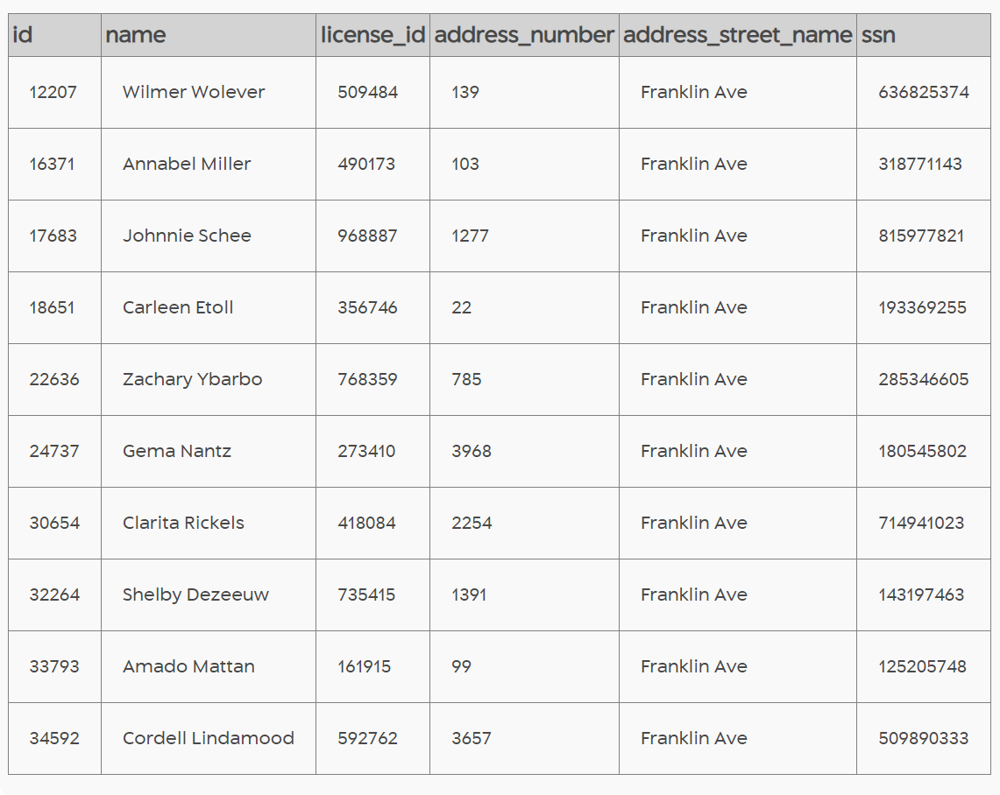 id name license_id address_number address_street_name ssn
12207 Wilmer Wolever 509484 139 Franklin Ave 636825374
16371 Annabel Miller 490173 103 Franklin Ave 318771143
17683 Johnnie Schee 968887 1277 Franklin Ave 815977821
18651 Carleen Etoll 356746 22 Franklin Ave 193369255
22636 Zachary Ybarbo 768359 785 Franklin Ave 285346605
24737 Gema Nantz 273410 3968 Franklin Ave 180545802
30654 Clarita Rickels 418084 2254 Franklin Ave 714941023
32264 Shelby Dezeeuw 735415 1391 Franklin Ave 143197463
33793 Amado Mattan 161915 99 Franklin Ave 125205748
34592 Cordell Lindamood 592762 3657 Franklin Ave 509890333